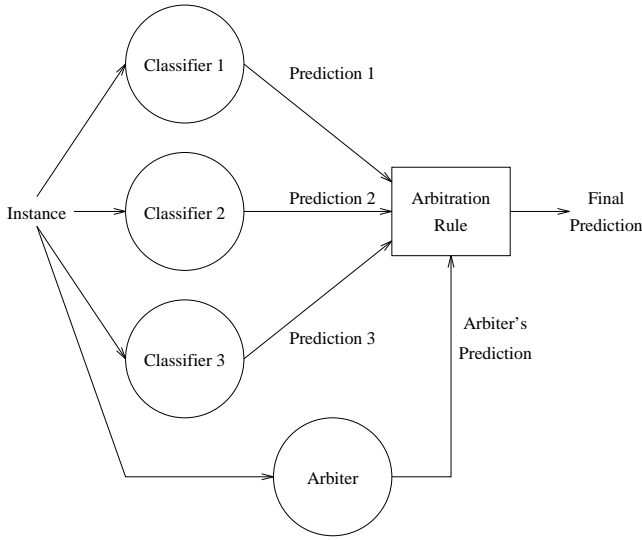 Classifier 1
Prediction 1
Instance
Classifier 2
Prediction 2
Arbitration
Rule
Final
Prediction
Classifier 3
Prediction 3
Arbiter’s
Prediction
Arbiter